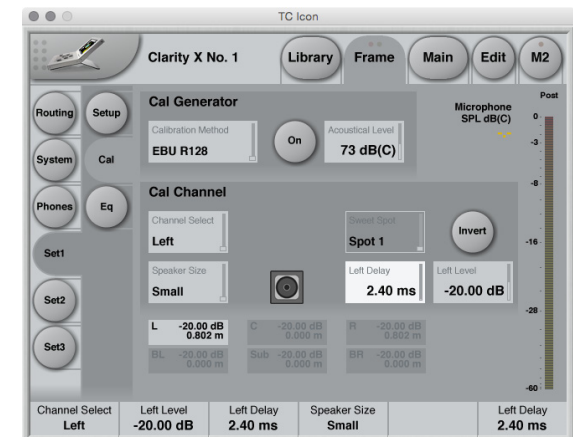 TC Icon
Clarity X No. 1
Library
Frame
Main
Edit
M2
Routing
Setup
System
Cal
Phones
Eq
Set1
Set2
Set3
Cal Generator
Calibration Method
EBU R128
On
Acoustical Level
73 dB(C)
Microphone
SPL dB(C)
-.-
Post
0
-3
-8
-16
-28
-60
Cal Channel
Channel Select
Left
Sweet Spot
Spot 1
Invert
Speaker Size
Small
Left Delay
2.40 ms
Left Level
-20.00 dB
L -20.00 dB
0.802 m
C -20.00 dB
0.000 m
R -20.00 dB
0.802 m
BL -20.00 dB
0.000 m
Sub -20.00 dB
0.000 m
BR -20.00 dB
0.000 m
Channel Select
Left
Left Level
-20.00 dB
Left Delay
2.40 ms
Speaker Size
Small
Left Delay
2.40 ms